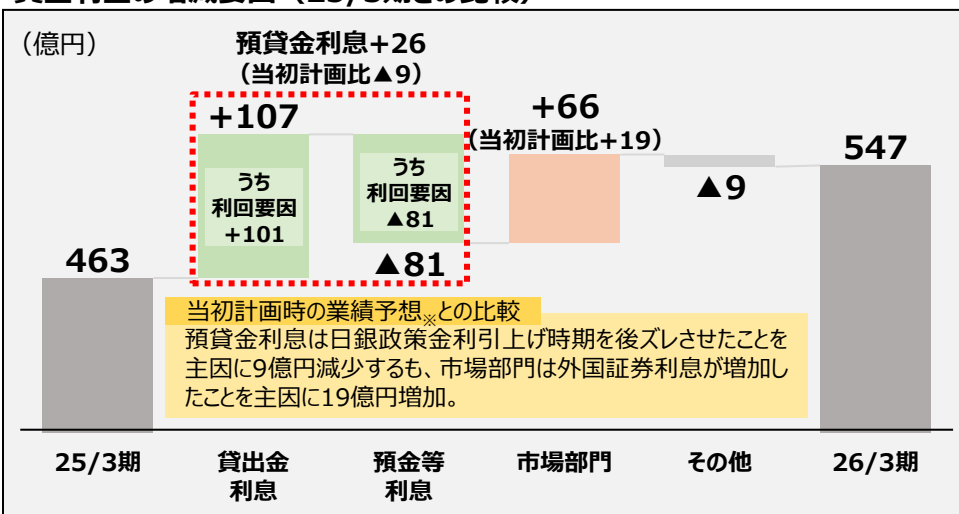 （億円）
預貸金利息+26
（当初計画比▲9）
+107
うち
利回要因
+101
うち
利回要因
▲81
▲81
+66
（当初計画比+19）
▲9
463
547
当初計画時の業績予想※との比較
預貸金利息は日銀政策金利引上げ時期を後ズレさせたことを
主因に9億円減少するも、市場部門は外国証券利息が増加し
たことを主因に19億円増加。
25/3期
貸出金
利息
預金等
利息
市場部門
その他
26/3期